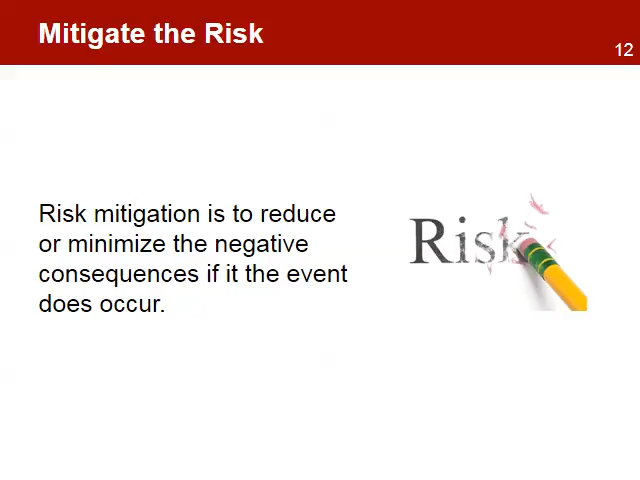 Mitigate the Risk
12
Risk mitigation is to reduce
or minimize the negative
consequences if it the event
does occur.
Risk